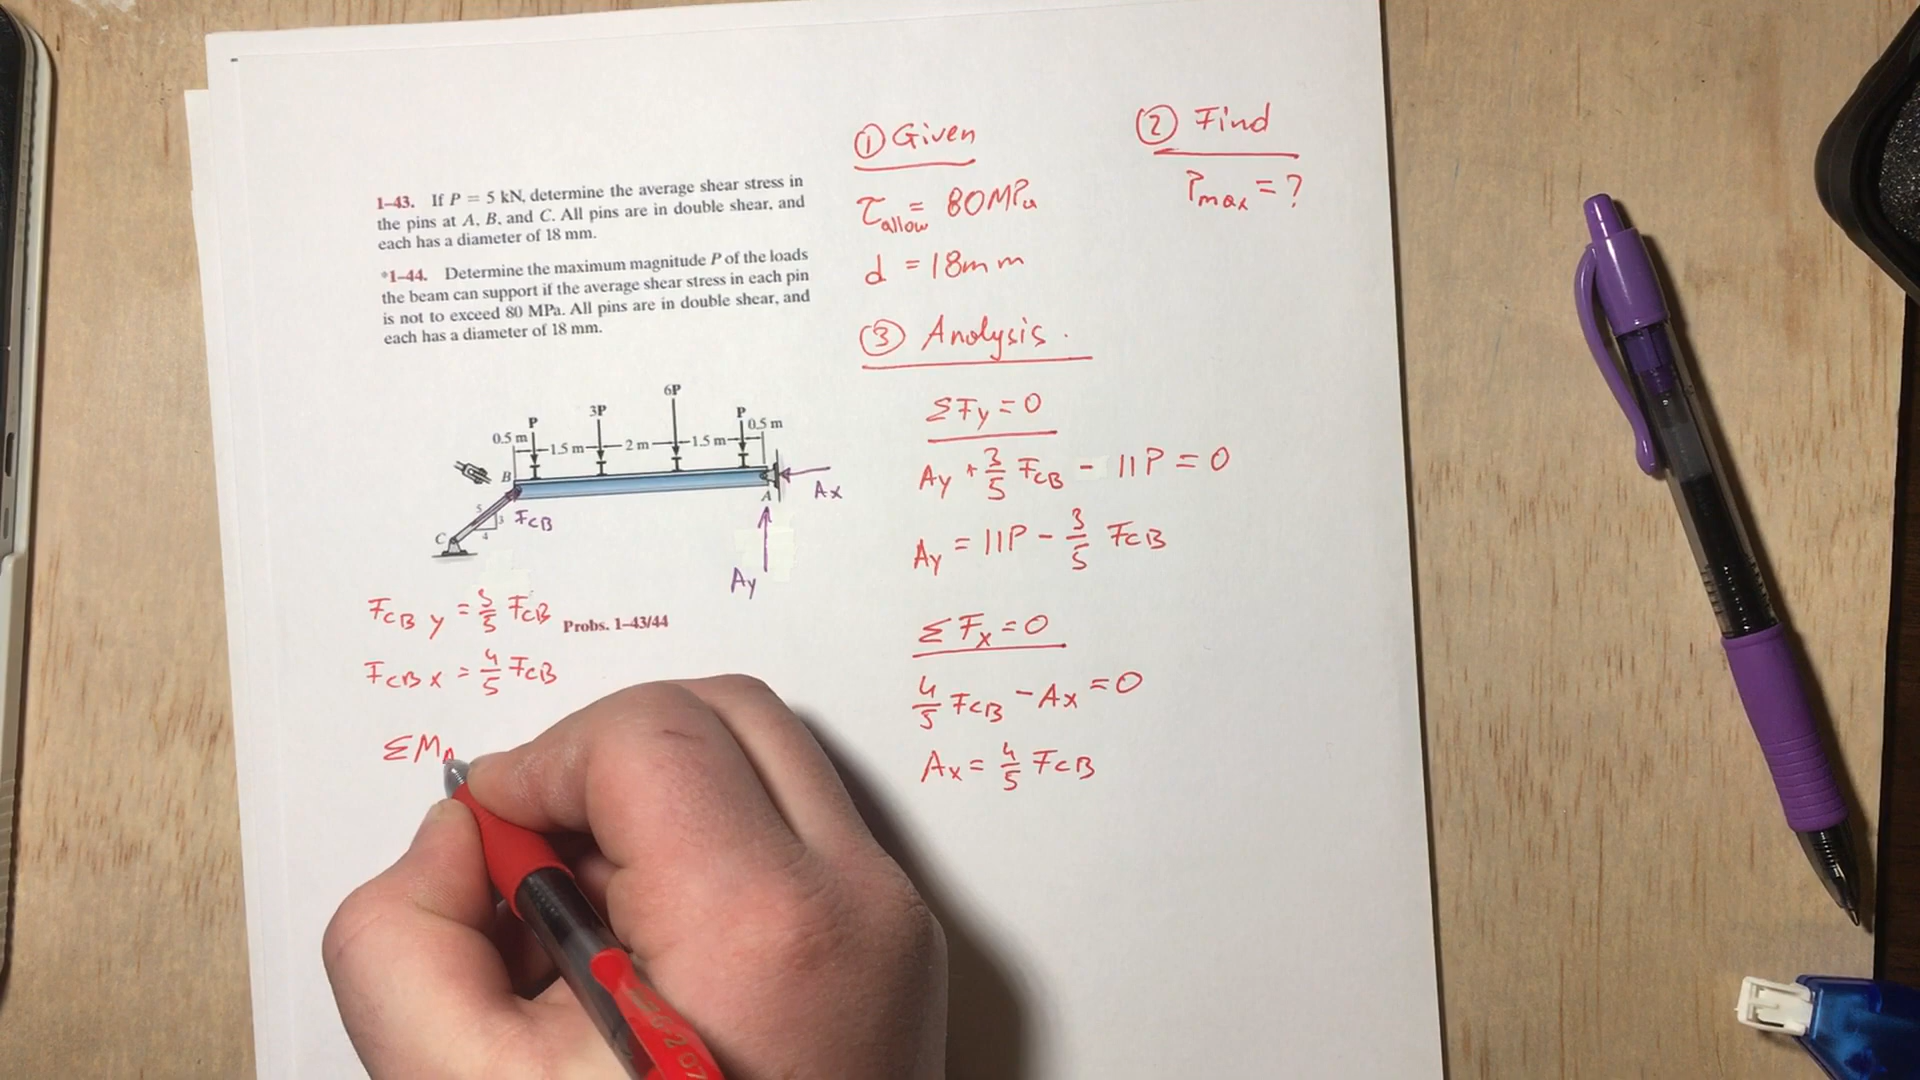 1–43. If P = 5 kN, determine the average shear stress in
the pins at A, B, and C. All pins are in double shear, and
each has a diameter of 18 mm.
*1–44. Determine the maximum magnitude P of the loads
the beam can support if the average shear stress in each pin
is not to exceed 80 MPa. All pins are in double shear, and
each has a diameter of 18 mm.
6P
P 3P P
0.5 m 1.5 m 2 m 1.5 m 0.5 m
B
A
Ax
5 3 4
FCB
C
Ay
FCB y = 3/5 FCB
Probs. 1–43/44
FCB x = 4/5 FCB
ΣMA
① Given
τallow = 80MPa
d = 18mm
② Find
Pmax = ?
③ Analysis.
ΣFy = 0
Ay + 3/5 FCB - 11P = 0
Ay = 11P - 3/5 FCB
ΣFx = 0
4/5 FCB - Ax = 0
Ax = 4/5 FCB